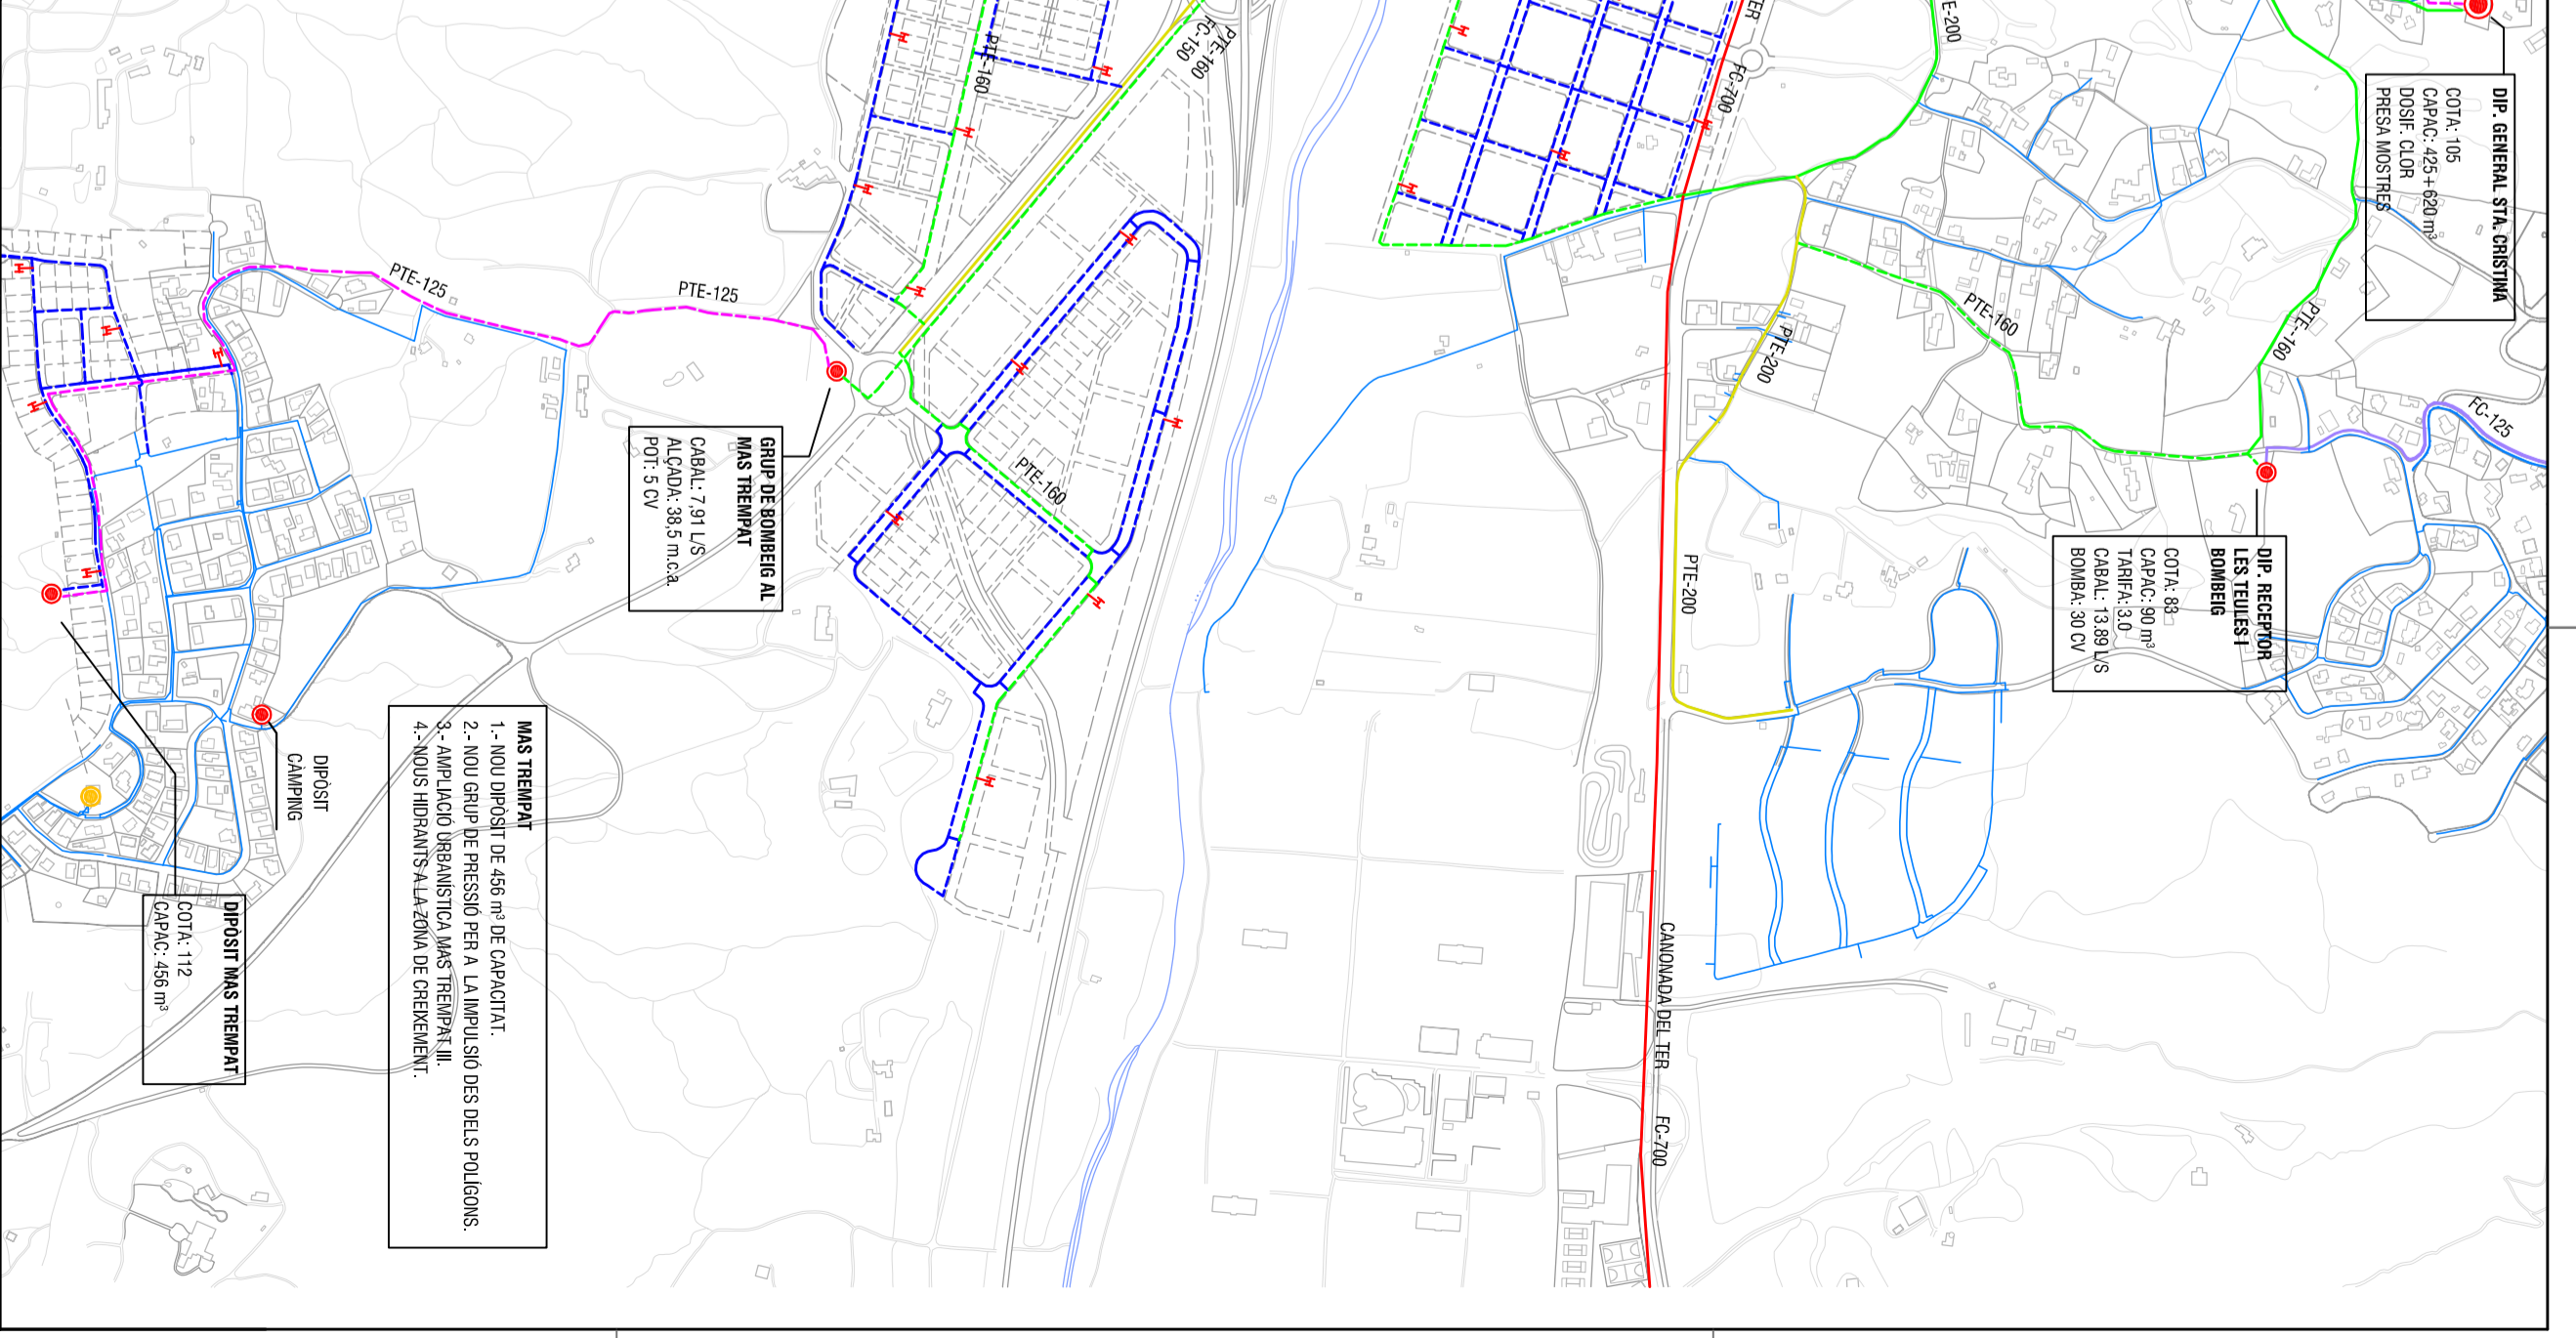 DIP. GENERAL STA. CRISTINA
COTA: 105
CAPAC: 425+620 m³
DOSIF. CLOR
PRESA MOSTRES
DIP. RECEPTOR
LES TEULES I
BOMBEIG
COTA: 83
CAPAC: 90 m³
TARIFA: 3.0
CABAL: 13.89 L/S
BOMBA: 30 CV
GRUP DE BOMBEIG AL
MAS TREMPAT
CABAL: 7,91 L/S
ALÇADA: 38,5 m.c.a.
POT: 5 CV
MAS TREMPAT
1.- NOU DIPÒSIT DE 456 m³ DE CAPACITAT.
2.- NOU GRUP DE PRESSIÓ PER A LA IMPULSIÓ DES DELS POLÍGONS.
3.- AMPLIACIÓ URBANÍSTICA MAS TREMPAT III.
4.- NOUS HIDRANTS A LA ZONA DE CREIXEMENT.
DIPÒSIT
CÀMPING
DIPÒSIT MAS TREMPAT
COTA: 112
CAPAC: 456 m³
PTE-160
PTE-160
FC-150
TER
FC-700
E-200
PTE-160
PTE-160
FC-125
PTE-200
PTE-200
PTE-160
PTE-125
PTE-125
CANONADA DEL TER
FC-700